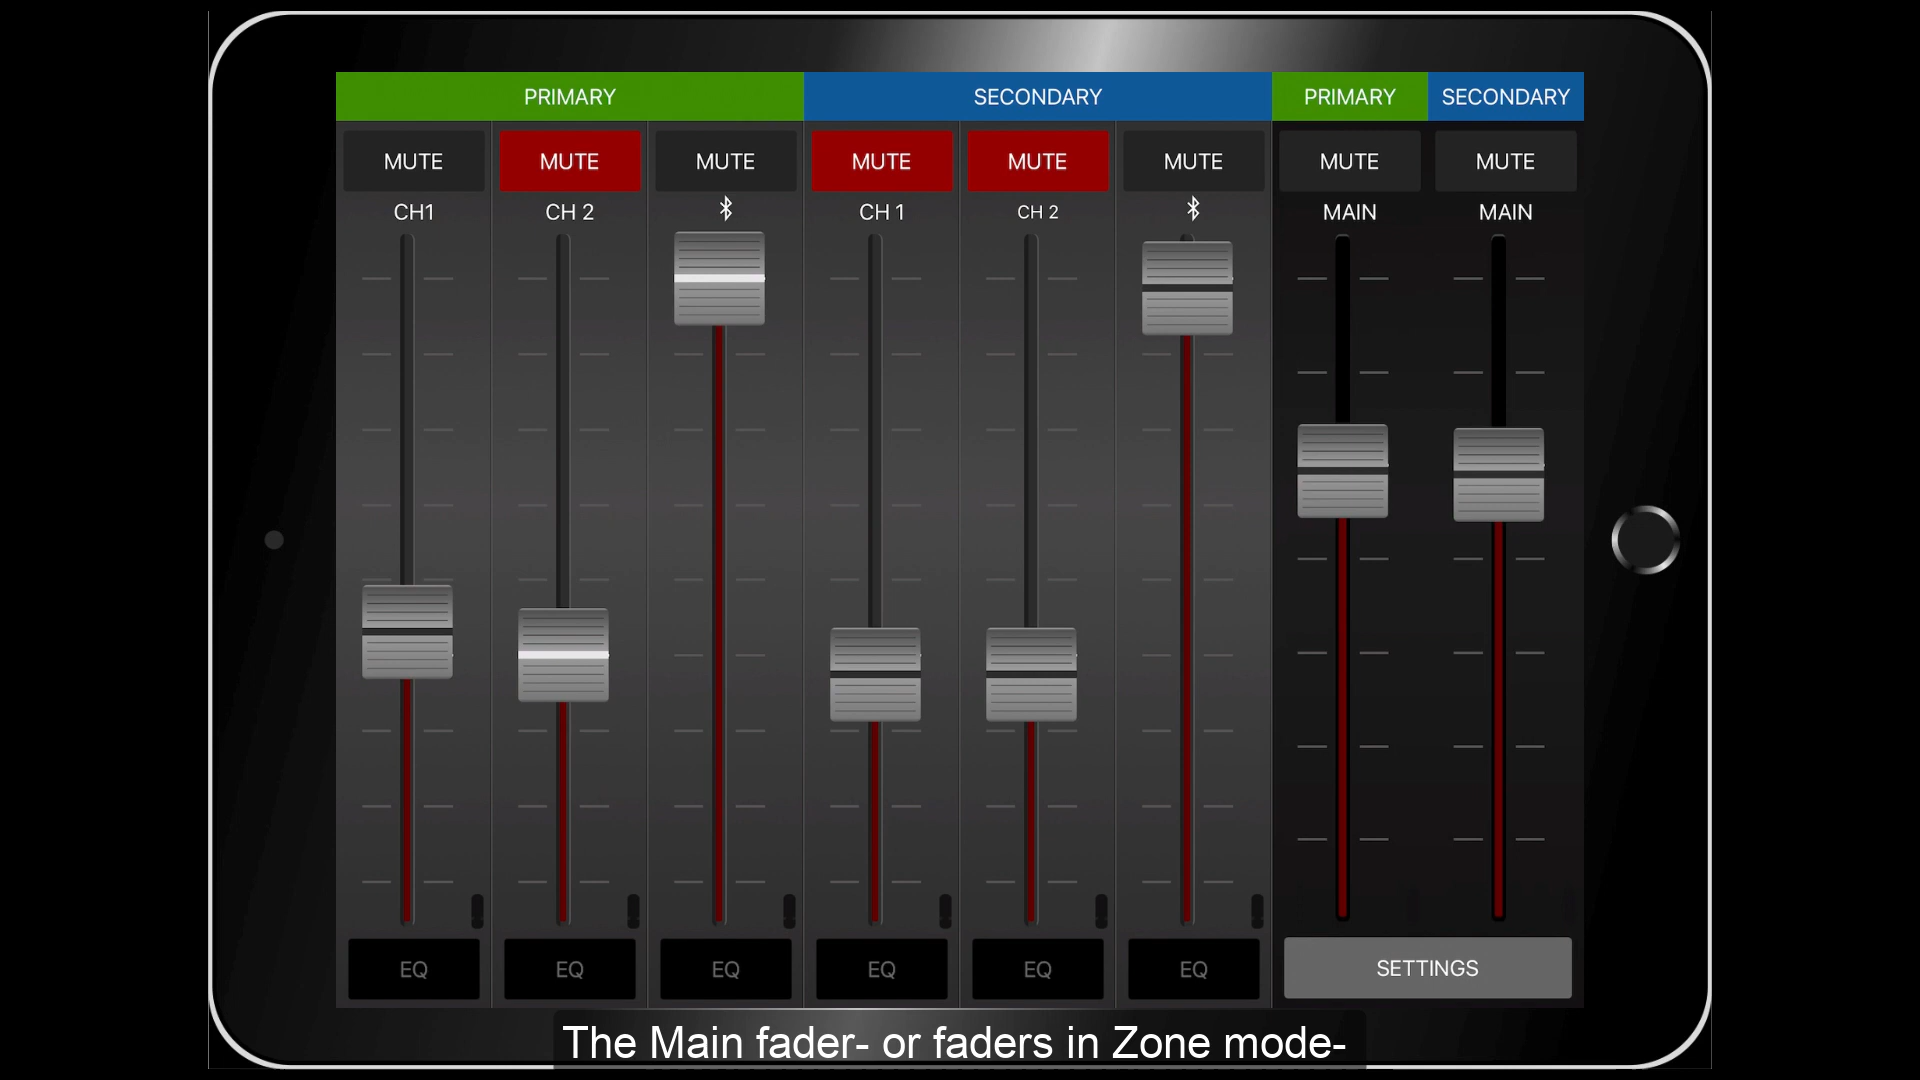 PRIMARY SECONDARY PRIMARY SECONDARY
MUTE MUTE MUTE MUTE MUTE MUTE MUTE MUTE
CH1 CH 2 CH 1 CH 2 MAIN MAIN
EQ EQ EQ EQ EQ EQ SETTINGS
The Main fader- or faders in Zone mode-